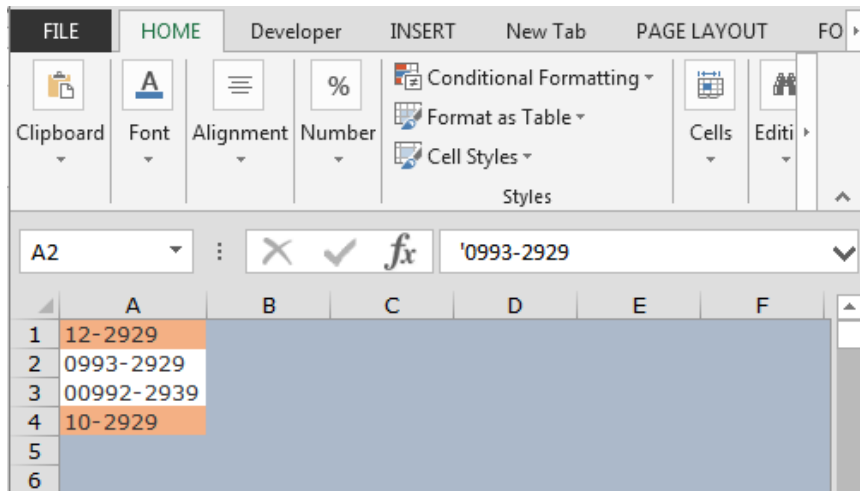 FILE HOME Developer INSERT New Tab PAGE LAYOUT FO
Conditional Formatting
Format as Table
Cell Styles
Clipboard Font Alignment Number Cells Editi
A %
Styles
A2 fx '0993-2929
A B C D E F
1 12-2929
2 0993-2929
3 00992-2939
4 10-2929
5
6